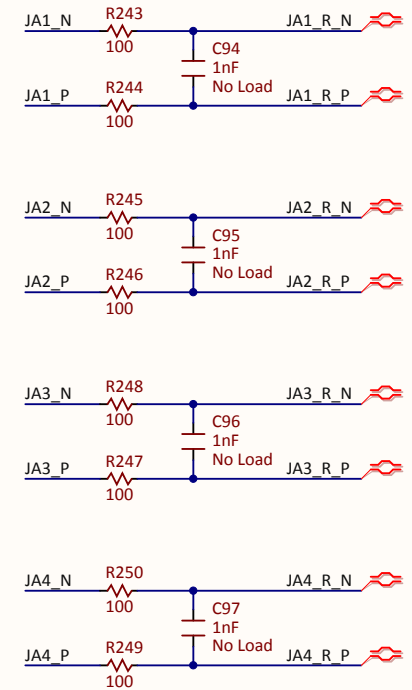 JA1_N R243 JA1_R_N
100
C94
1nF
No Load
JA1_P R244 JA1_R_P
100
JA2_N R245 JA2_R_N
100
C95
1nF
No Load
JA2_P R246 JA2_R_P
100
JA3_N R248 JA3_R_N
100
C96
1nF
No Load
JA3_P R247 JA3_R_P
100
JA4_N R250 JA4_R_N
100
C97
1nF
No Load
JA4_P R249 JA4_R_P
100